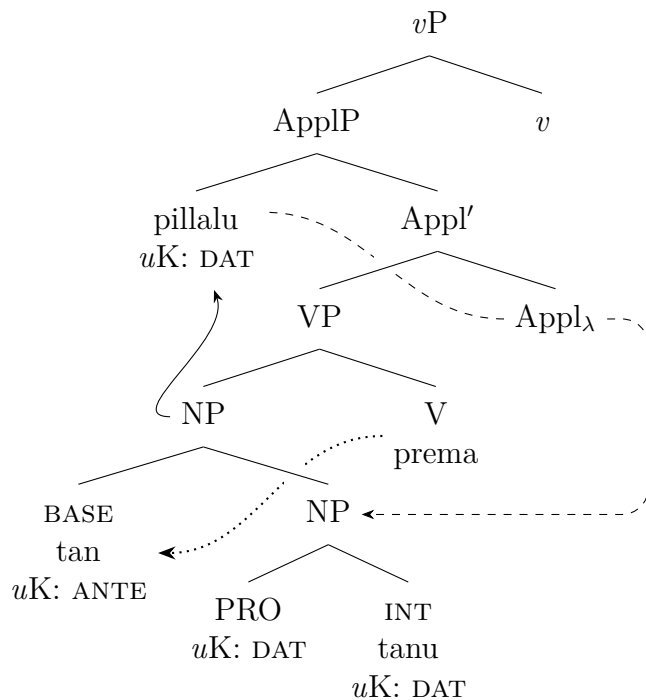 vP
ApplP v
pillalu Appl′
uK: DAT
VP Applλ
NP V
prema
BASE NP
tan
uK: ANTE
PRO INT
uK: DAT tanu
uK: DAT